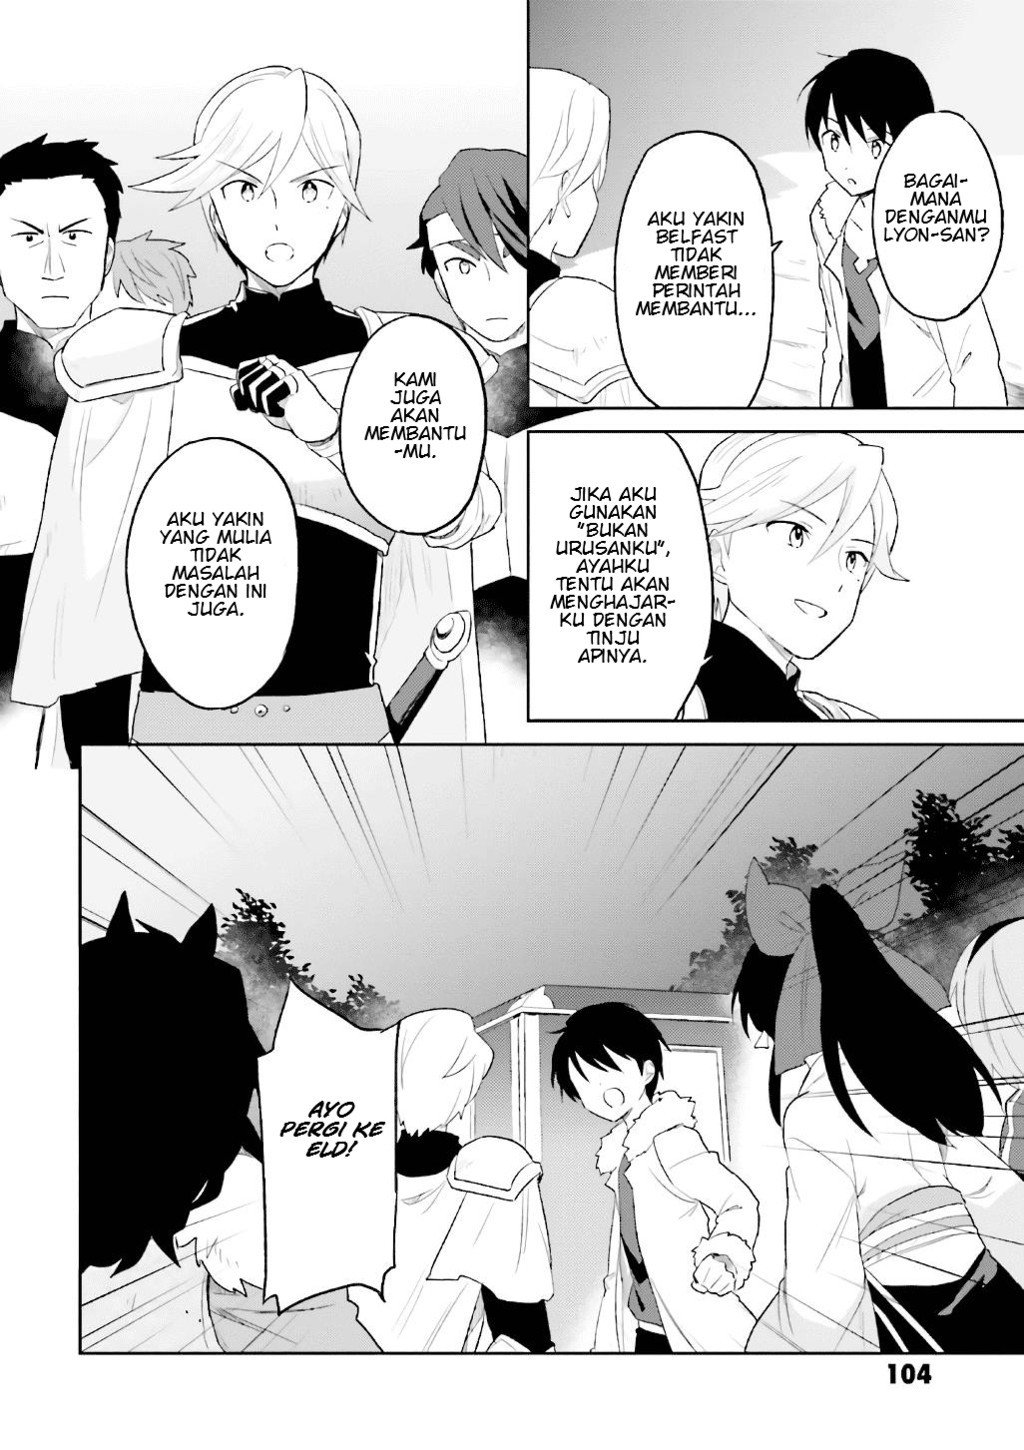 BAGAI-
MANA
DENGANMU
LYON-SAN?
AKU YAKIN
BELFAST
TIDAK
MEMBERI
PERINTAH
MEMBANTU...
JIKA AKU
GUNAKAN
"BUKAN
URUSANKU",
AYAHKU
TENTU AKAN
MENGHAJAR-
KU DENGAN
TINJU
APINYA.
KAMI
JUGA
AKAN
MEMBANTU
-MU.
AKU YAKIN
YANG MULIA
TIDAK
MASALAH
DENGAN INI
JUGA.
AYO
PERGI KE
ELD!
104